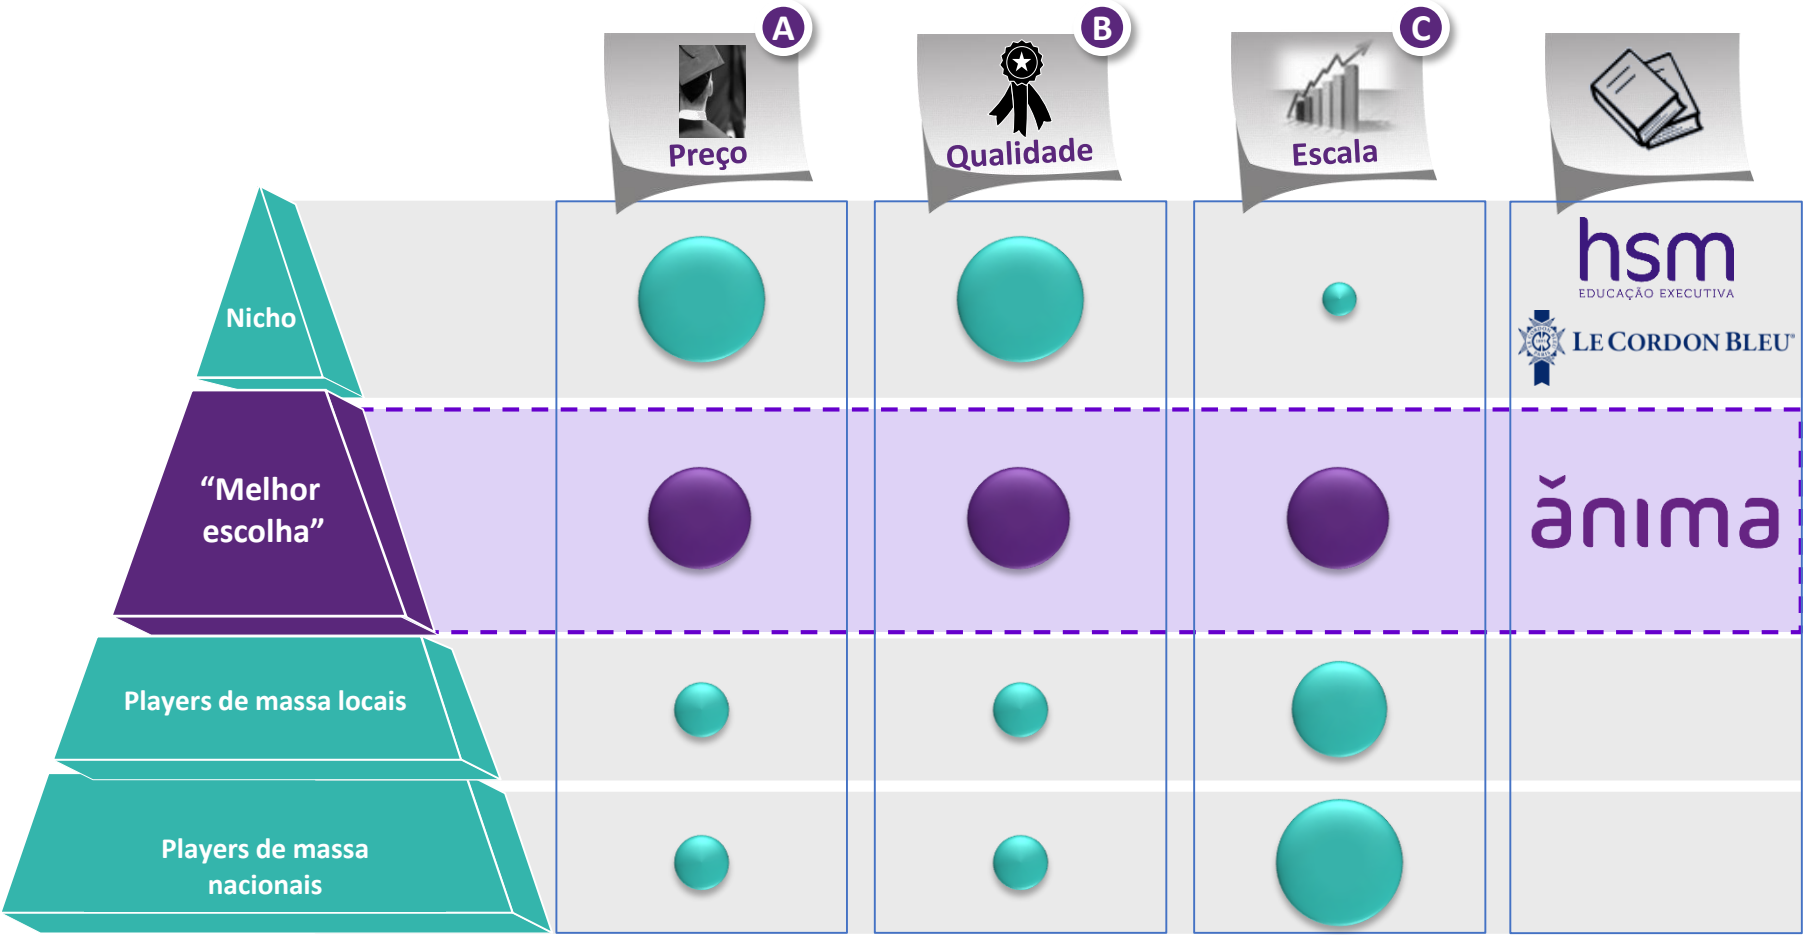 A
B
C
Preço
Qualidade
Escala
Nicho
hsm
EDUCAÇÃO EXECUTIVA
LE CORDON BLEU®
“Melhor
escolha”
ănıma
Players de massa locais
Players de massa
nacionais